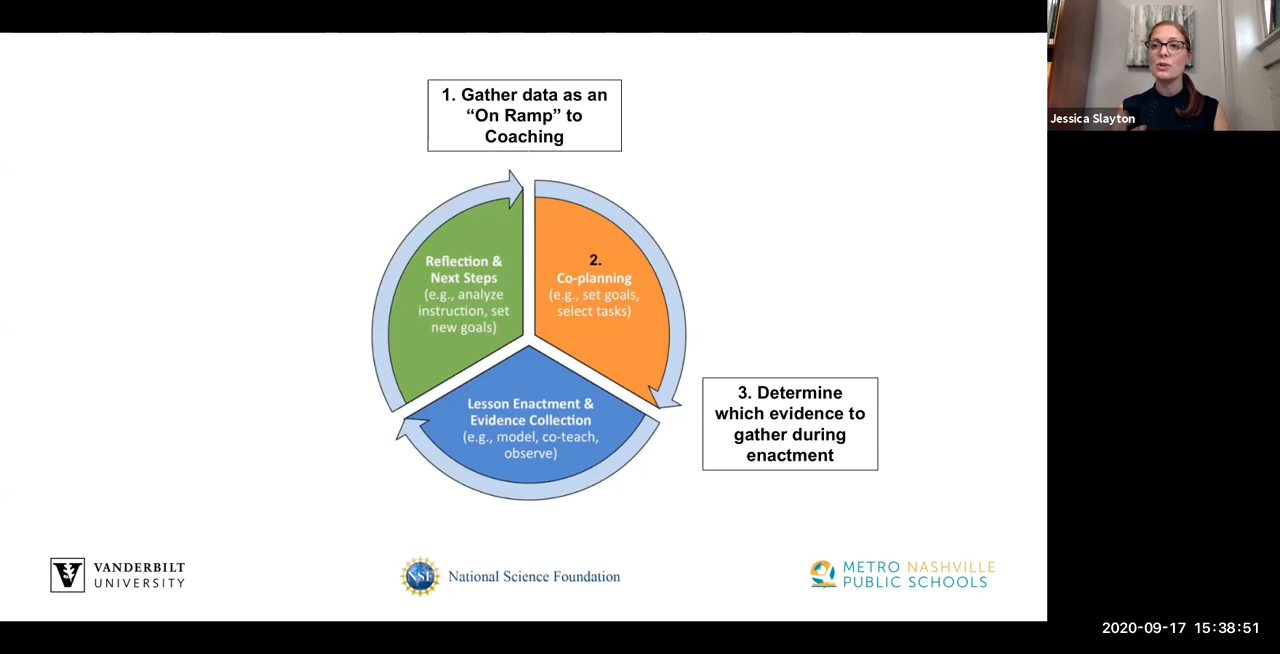 1. Gather data as an
“On Ramp” to
Coaching
Reflection &
Next Steps
(e.g., analyze
instruction, set
new goals)
2.
Co-planning
(e.g., set goals,
select tasks)
Lesson Enactment &
Evidence Collection
(e.g., model, co-teach,
observe)
3. Determine
which evidence to
gather during
enactment
V
VANDERBILT
UNIVERSITY
NSF
National Science Foundation
METRO NASHVILLE
PUBLIC SCHOOLS
Jessica Slayton
2020-09-17 15:38:51